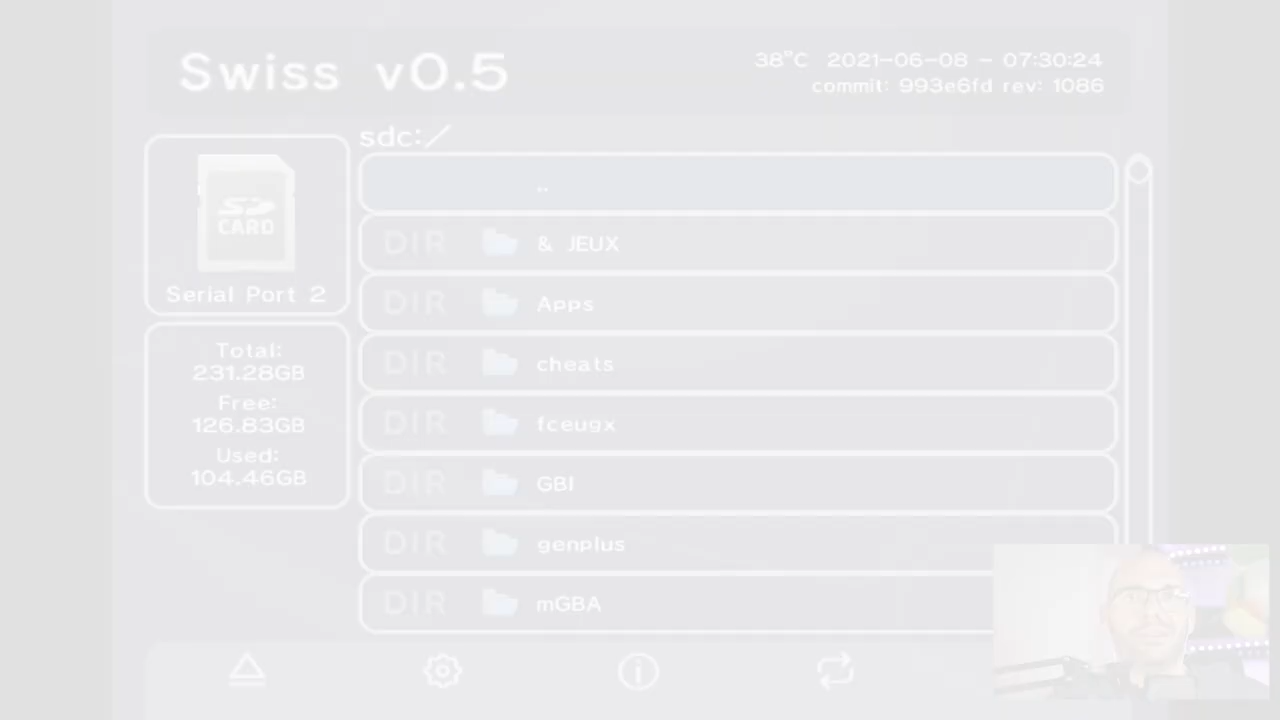 Swiss v0.5
38°C 2021-06-08 - 07:30:24
commit: 993e6fd rev: 1086
sdc:/
SD
CARD
Serial Port 2
Total:
231.28GB
Free:
126.83GB
Used:
104.46GB
..
DIR & JEUX
DIR Apps
DIR cheats
DIR fceugx
DIR GBI
DIR genplus
DIR mGBA